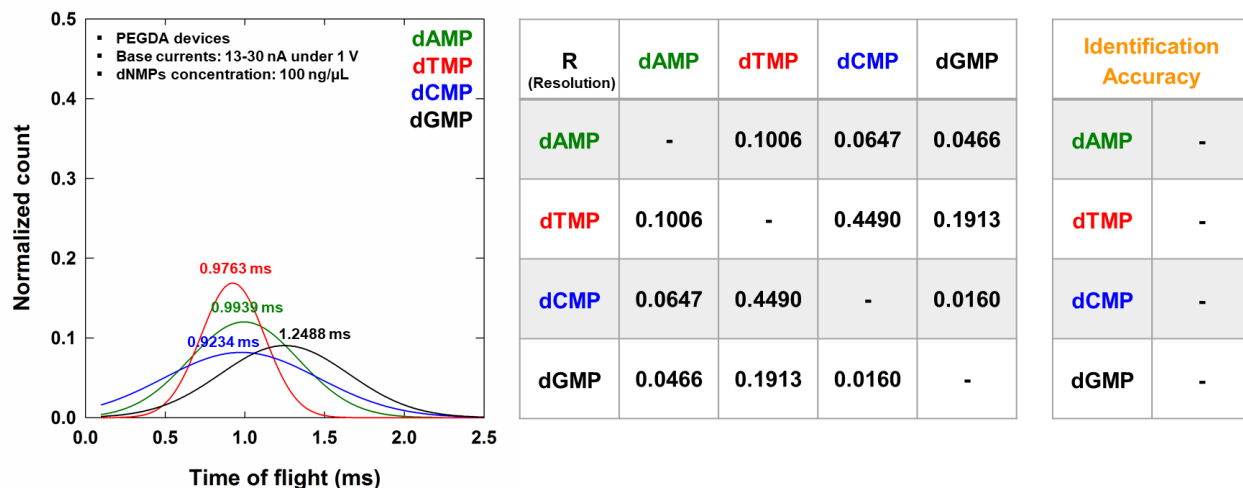 0.5
0.4
0.3
0.2
0.1
0.0
Normalized count
▪ PEGDA devices
▪ Base currents: 13-30 nA under 1 V
▪ dNMPs concentration: 100 ng/µL
dAMP
dTMP
dCMP
dGMP
0.9763 ms
0.9939 ms
0.9234 ms
1.2488 ms
0.0 0.5 1.0 1.5 2.0 2.5
Time of flight (ms)
R (Resolution) dAMP dTMP dCMP dGMP
dAMP - 0.1006 0.0647 0.0466
dTMP 0.1006 - 0.4490 0.1913
dCMP 0.0647 0.4490 - 0.0160
dGMP 0.0466 0.1913 0.0160 -
Identification
Accuracy
dAMP -
dTMP -
dCMP -
dGMP -